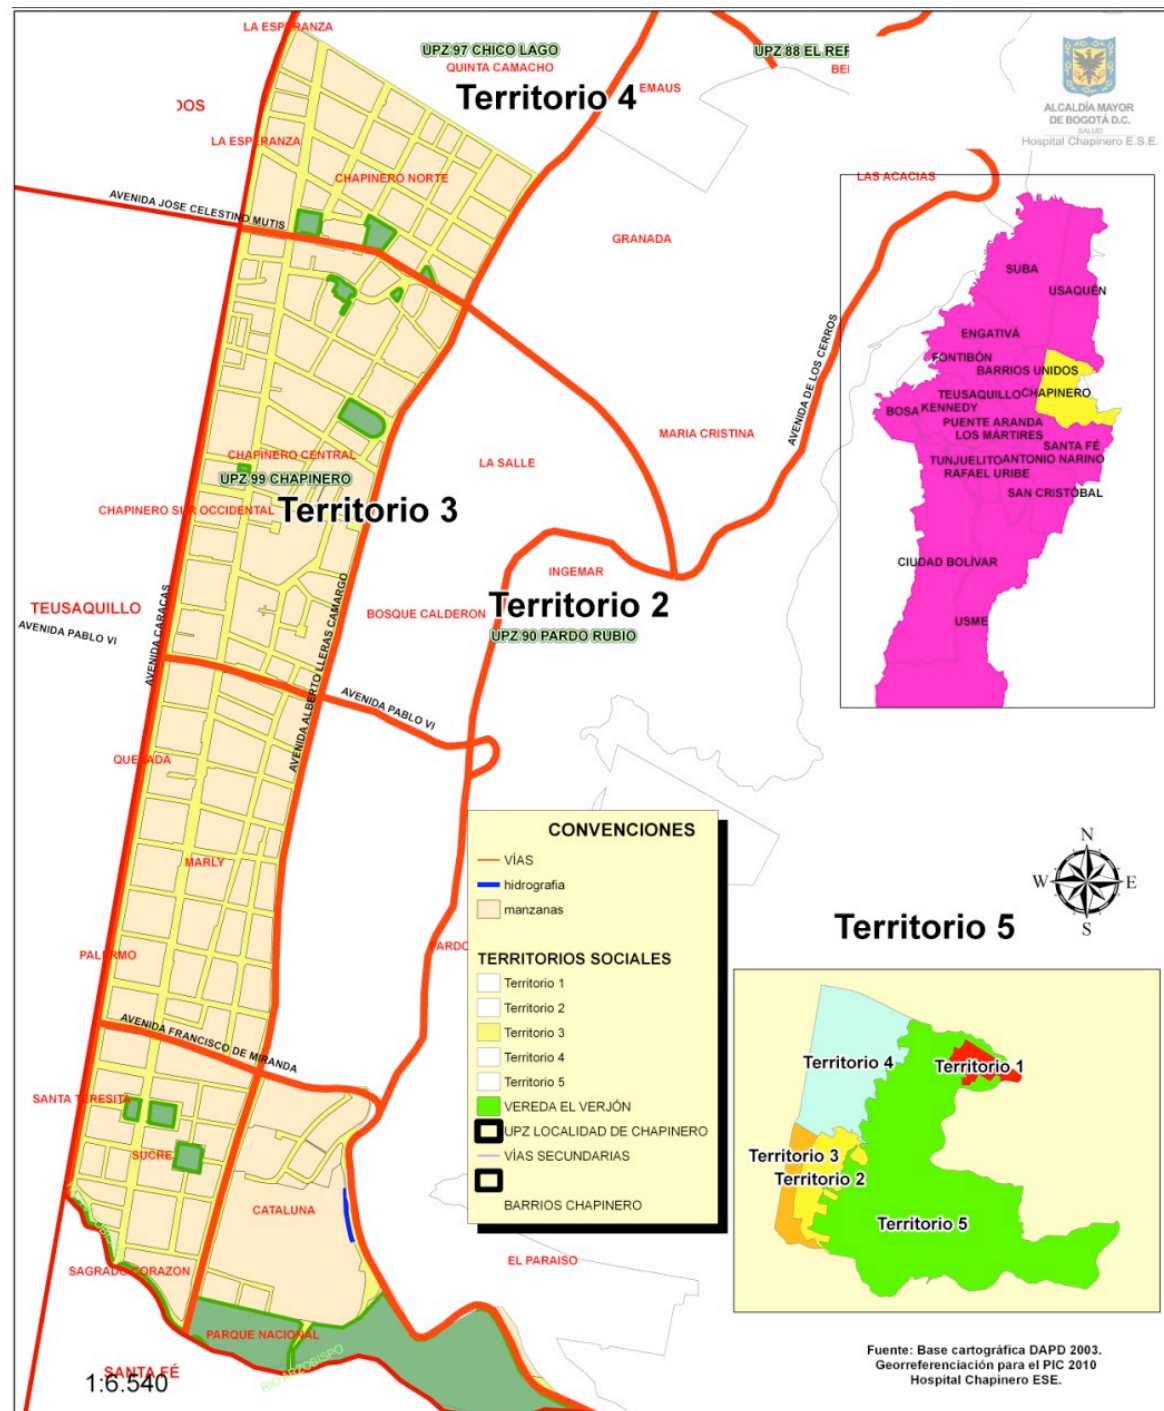 LA ESPERANZA
UPZ 97 CHICO LAGO
QUINTA CAMACHO
UPZ 88 EL REF
Territorio 4
EMAUS
ALCALDÍA MAYOR
DE BOGOTÁ D.C.
SALUD
Hospital Chapinero E.S.E.
DOS
LA ESPERANZA
CHAPINERO NORTE
LAS ACACIAS
AVENIDA JOSE CELESTINO MUTIS
GRANADA
SUBA
USAQUÉN
ENGATIVÁ
FONTIBÓN
BARRIOS UNIDOS
TEUSAQUILLO
CHAPINERO
BOSA
KENNEDY
PUENTE ARANDA
LOS MÁRTIRES
SANTA FÉ
TUNJUELITO
ANTONIO NARINO
RAFAEL URIBE
SAN CRISTÓBAL
CIUDAD BOLÍVAR
USME
AVENIDA DE LOS CERROS
MARIA CRISTINA
LA SALLE
CHAPINERO CENTRAL
UPZ 99 CHAPINERO
CHAPINERO SUR OCCIDENTAL
Territorio 3
INGEMAR
Territorio 2
UPZ 90 PARDO RUBIO
BOSQUE CALDERON
TEUSAQUILLO
AVENIDA PABLO VI
AVENIDA CARACAS
AVENIDA ALBERTO LLERAS CAMARGO
AVENIDA PABLO VI
QUESADA
MARLY
PALERMO
PARDO
AVENIDA FRANCISCO DE MIRANDA
SANTA TERESITA
SUCRE
CATALUNA
SAGRADO CORAZON
PARQUE NACIONAL
RIO ARZOBISPO
SANTA FÉ
1:6.540
EL PARAISO
CONVENCIONES
VÍAS
hidrografia
manzanas
TERRITORIOS SOCIALES
Territorio 1
Territorio 2
Territorio 3
Territorio 4
Territorio 5
VEREDA EL VERJÓN
UPZ LOCALIDAD DE CHAPINERO
VÍAS SECUNDARIAS
BARRIOS CHAPINERO
N
W E
S
Territorio 5
Territorio 4
Territorio 1
Territorio 3
Territorio 2
Territorio 5
Fuente: Base cartográfica DAPD 2003.
Georreferenciación para el PIC 2010
Hospital Chapinero ESE.